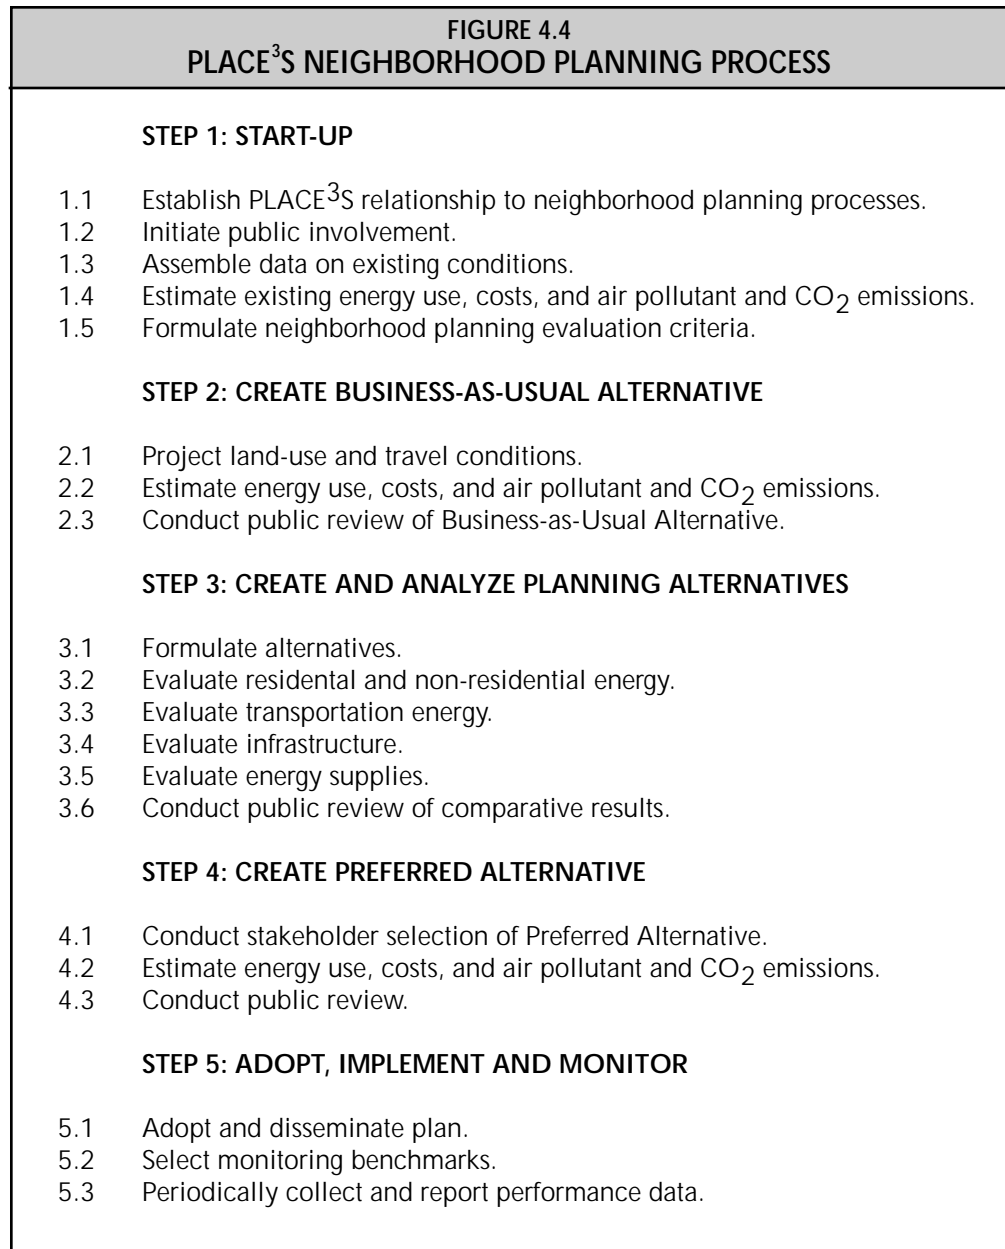 FIGURE 4.4
PLACE³S NEIGHBORHOOD PLANNING PROCESS
STEP 1: START-UP
1.1 Establish PLACE³S relationship to neighborhood planning processes.
1.2 Initiate public involvement.
1.3 Assemble data on existing conditions.
1.4 Estimate existing energy use, costs, and air pollutant and CO₂ emissions.
1.5 Formulate neighborhood planning evaluation criteria.
STEP 2: CREATE BUSINESS-AS-USUAL ALTERNATIVE
2.1 Project land-use and travel conditions.
2.2 Estimate energy use, costs, and air pollutant and CO₂ emissions.
2.3 Conduct public review of Business-as-Usual Alternative.
STEP 3: CREATE AND ANALYZE PLANNING ALTERNATIVES
3.1 Formulate alternatives.
3.2 Evaluate residental and non-residential energy.
3.3 Evaluate transportation energy.
3.4 Evaluate infrastructure.
3.5 Evaluate energy supplies.
3.6 Conduct public review of comparative results.
STEP 4: CREATE PREFERRED ALTERNATIVE
4.1 Conduct stakeholder selection of Preferred Alternative.
4.2 Estimate energy use, costs, and air pollutant and CO₂ emissions.
4.3 Conduct public review.
STEP 5: ADOPT, IMPLEMENT AND MONITOR
5.1 Adopt and disseminate plan.
5.2 Select monitoring benchmarks.
5.3 Periodically collect and report performance data.